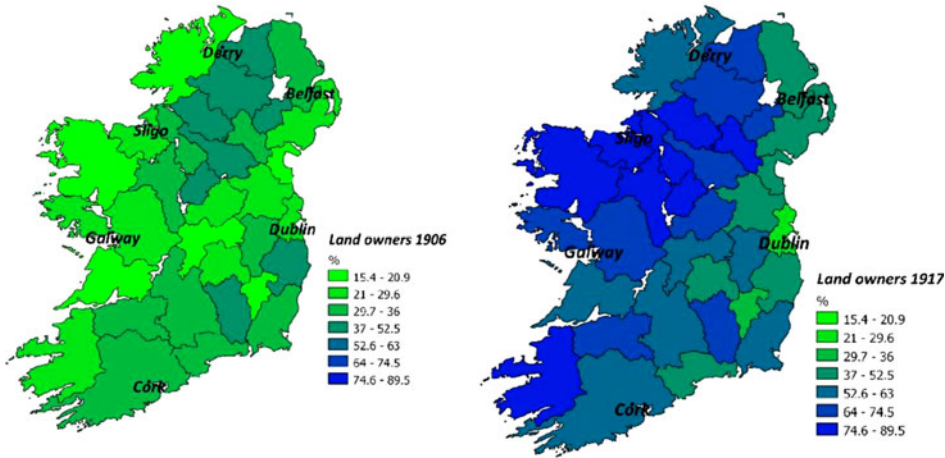 Derry
Belfast
Sligo
Galway
Dublin
Cork
Land owners 1906
%
15.4 - 20.9
21 - 29.6
29.7 - 36
37 - 52.5
52.6 - 63
64 - 74.5
74.6 - 89.5
Derry
Belfast
Sligo
Galway
Dublin
Cork
Land owners 1917
%
15.4 - 20.9
21 - 29.6
29.7 - 36
37 - 52.5
52.6 - 63
64 - 74.5
74.6 - 89.5